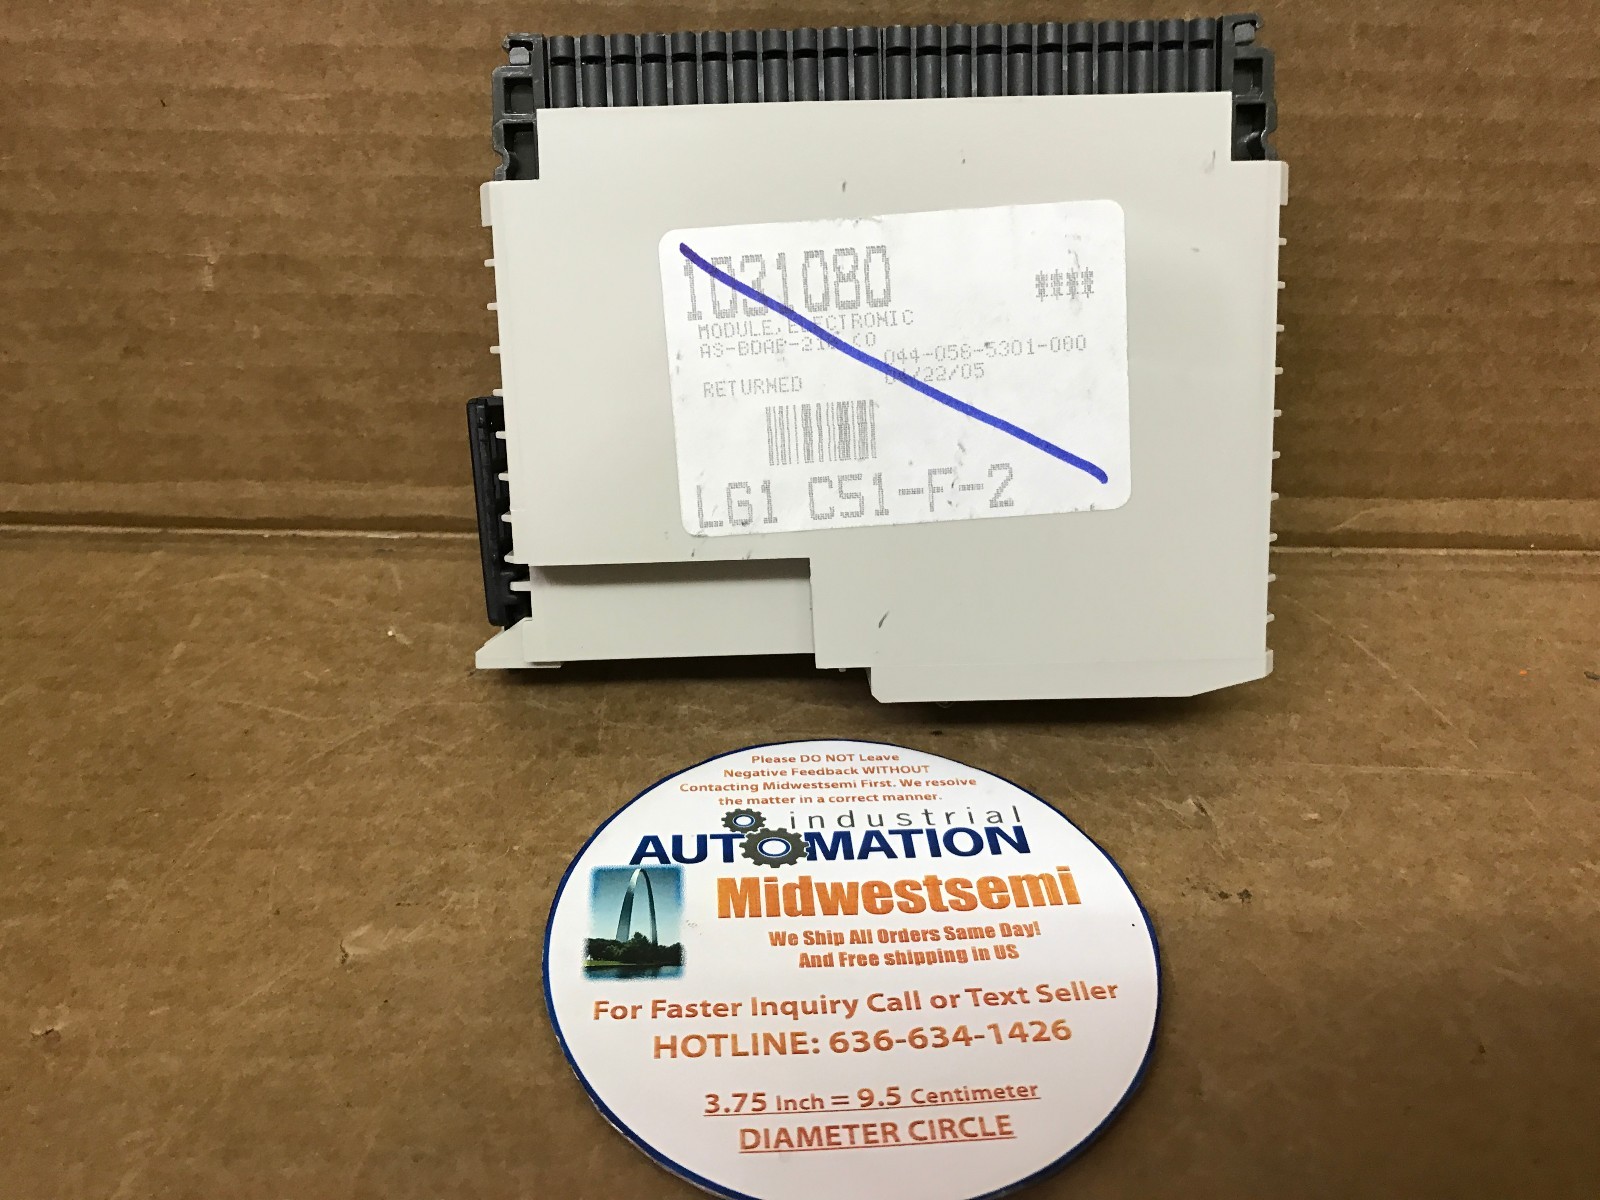 1031080 ####
MODULE, ELECTRONIC
044-056-5301-000
RETURNED /22/05
LG1 C51-F-2
Please DO NOT Leave
Negative Feedback WITHOUT
Contacting Midwestsemi First. We resolve
the matter in a correct manner.
industrial
AUTOMATION
Midwestsemi
We Ship All Orders Same Day!
And Free shipping in US
For Faster Inquiry Call or Text Seller
HOTLINE: 636-634-1426
3.75 Inch = 9.5 Centimeter
DIAMETER CIRCLE